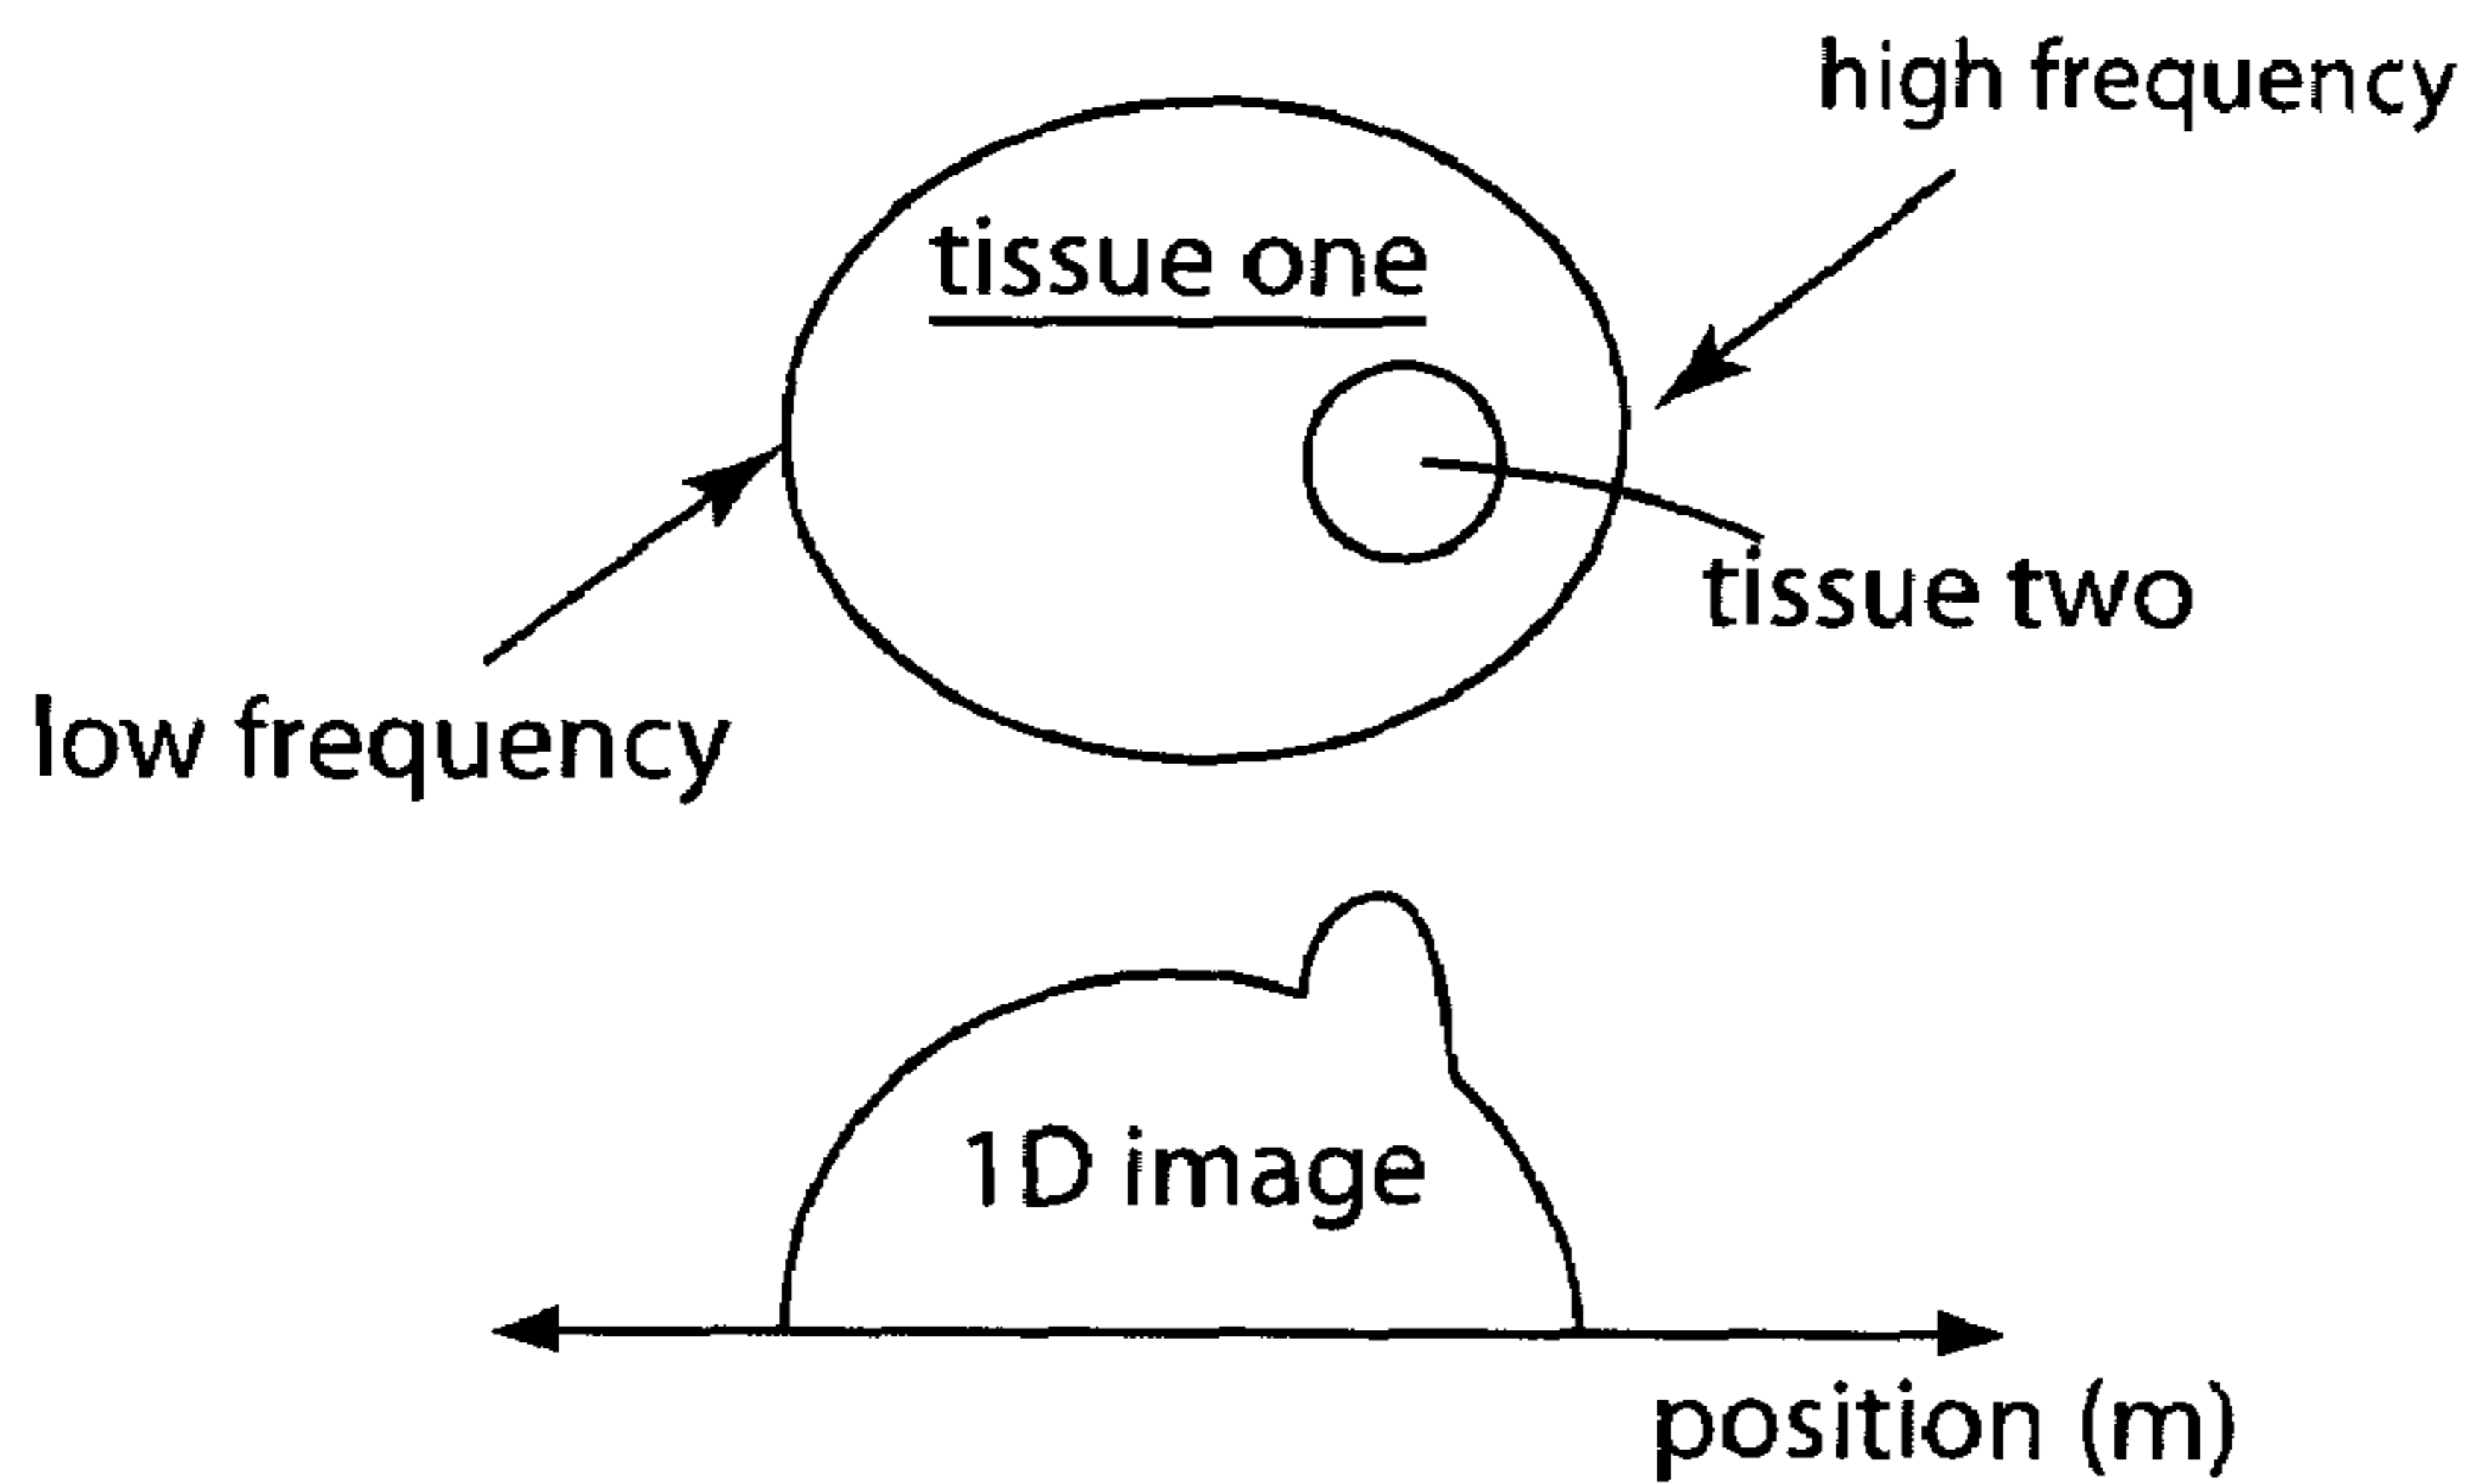 high frequency
tissue one
tissue two
low frequency
1D image
position (m)